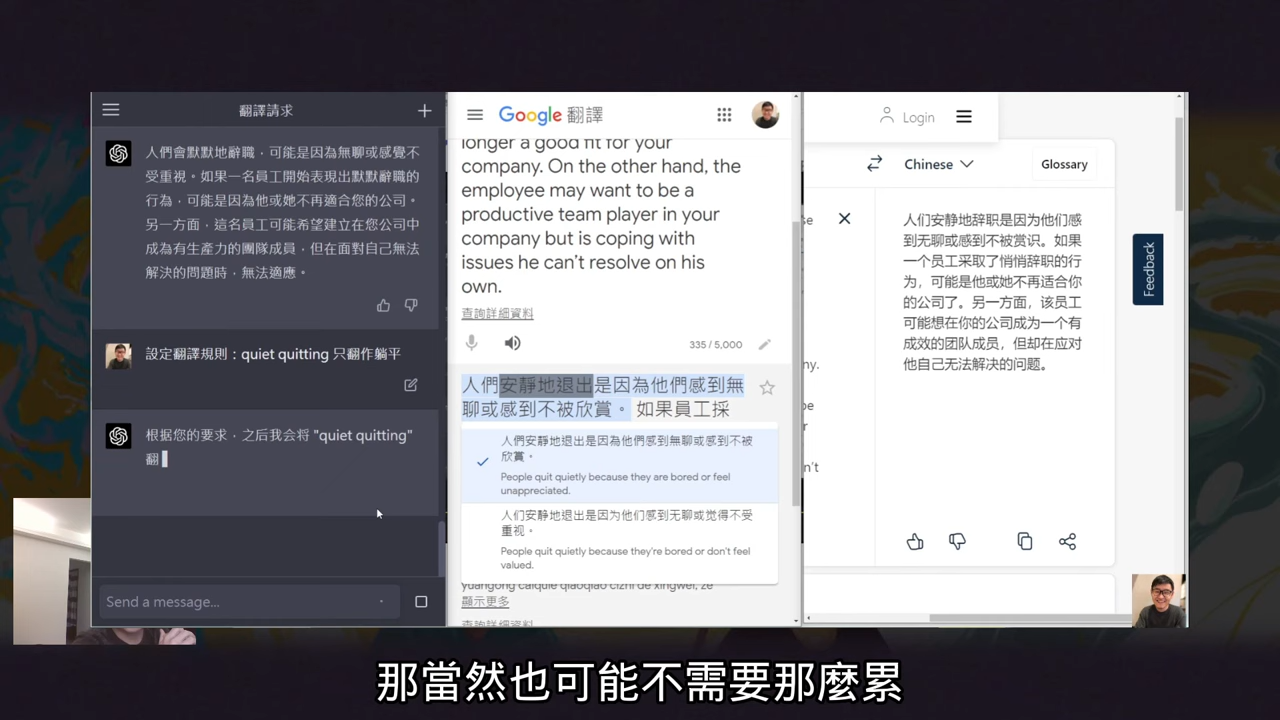 翻譯請求
人們會默默地辭職，可能是因為無聊或感覺不
受重視。如果一名員工開始表現出默默辭職的
行為，可能是因為他或她不再適合您的公司。
另一方面，這名員工可能希望建立在您公司中
成為有生產力的團隊成員，但在面對自己無法
解決的問題時，無法適應。
設定翻譯規則：quiet quitting 只翻作躺平
根据您的要求，之后我会将 "quiet quitting"
翻
Send a message...
Google 翻譯
longer a good fit for your
company. On the other hand, the
employee may want to be a
productive team player in your
company but is coping with
issues he can't resolve on his
own.
查詢詳細資料
335 / 5,000
人們安靜地退出是因為他們感到無
聊或感到不被欣賞。 如果員工採
人們安靜地退出是因為他們感到無聊或感到不被
欣賞。
People quit quietly because they are bored or feel
unappreciated.
人们安静地退出是因为他们感到无聊或觉得不受
重视。
People quit quietly because they're bored or don't feel
valued.
yuangong caiqule qiaoqiao cizhi de xingwei, ze
顯示更多
查詢詳細資料
Login
Chinese
Glossary
se
ny.
be
r
n't
人们安静地辞职是因为他们感
到无聊或感到不被赏识。如果
一个员工采取了悄悄辞职的行
为，可能是他或她不再适合你
的公司了。另一方面，该员工
可能想在你的公司成为一个有
成效的团队成员，但却在应对
他自己无法解决的问题。
Feedback
那當然也可能不需要那麼累